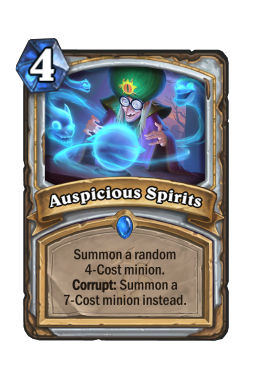 4
Auspicious Spirits
Summon a random
4-Cost minion.
Corrupt: Summon a
7-Cost minion instead.